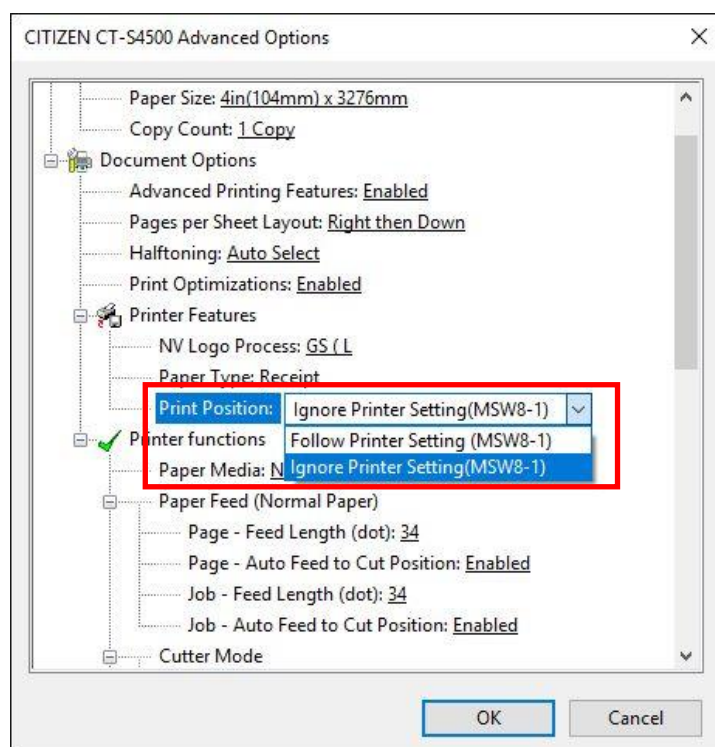 CITIZEN CT-S4500 Advanced Options
Paper Size: 4in(104mm) x 3276mm
Copy Count: 1 Copy
Document Options
Advanced Printing Features: Enabled
Pages per Sheet Layout: Right then Down
Halftoning: Auto Select
Print Optimizations: Enabled
Printer Features
NV Logo Process: GS ( L
Paper Type: Receipt
Print Position: Ignore Printer Setting(MSW8-1)
Printer functions Follow Printer Setting (MSW8-1)
Paper Media: N Ignore Printer Setting(MSW8-1)
Paper Feed (Normal Paper)
Page - Feed Length (dot): 34
Page - Auto Feed to Cut Position: Enabled
Job - Feed Length (dot): 34
Job - Auto Feed to Cut Position: Enabled
Cutter Mode
OK Cancel